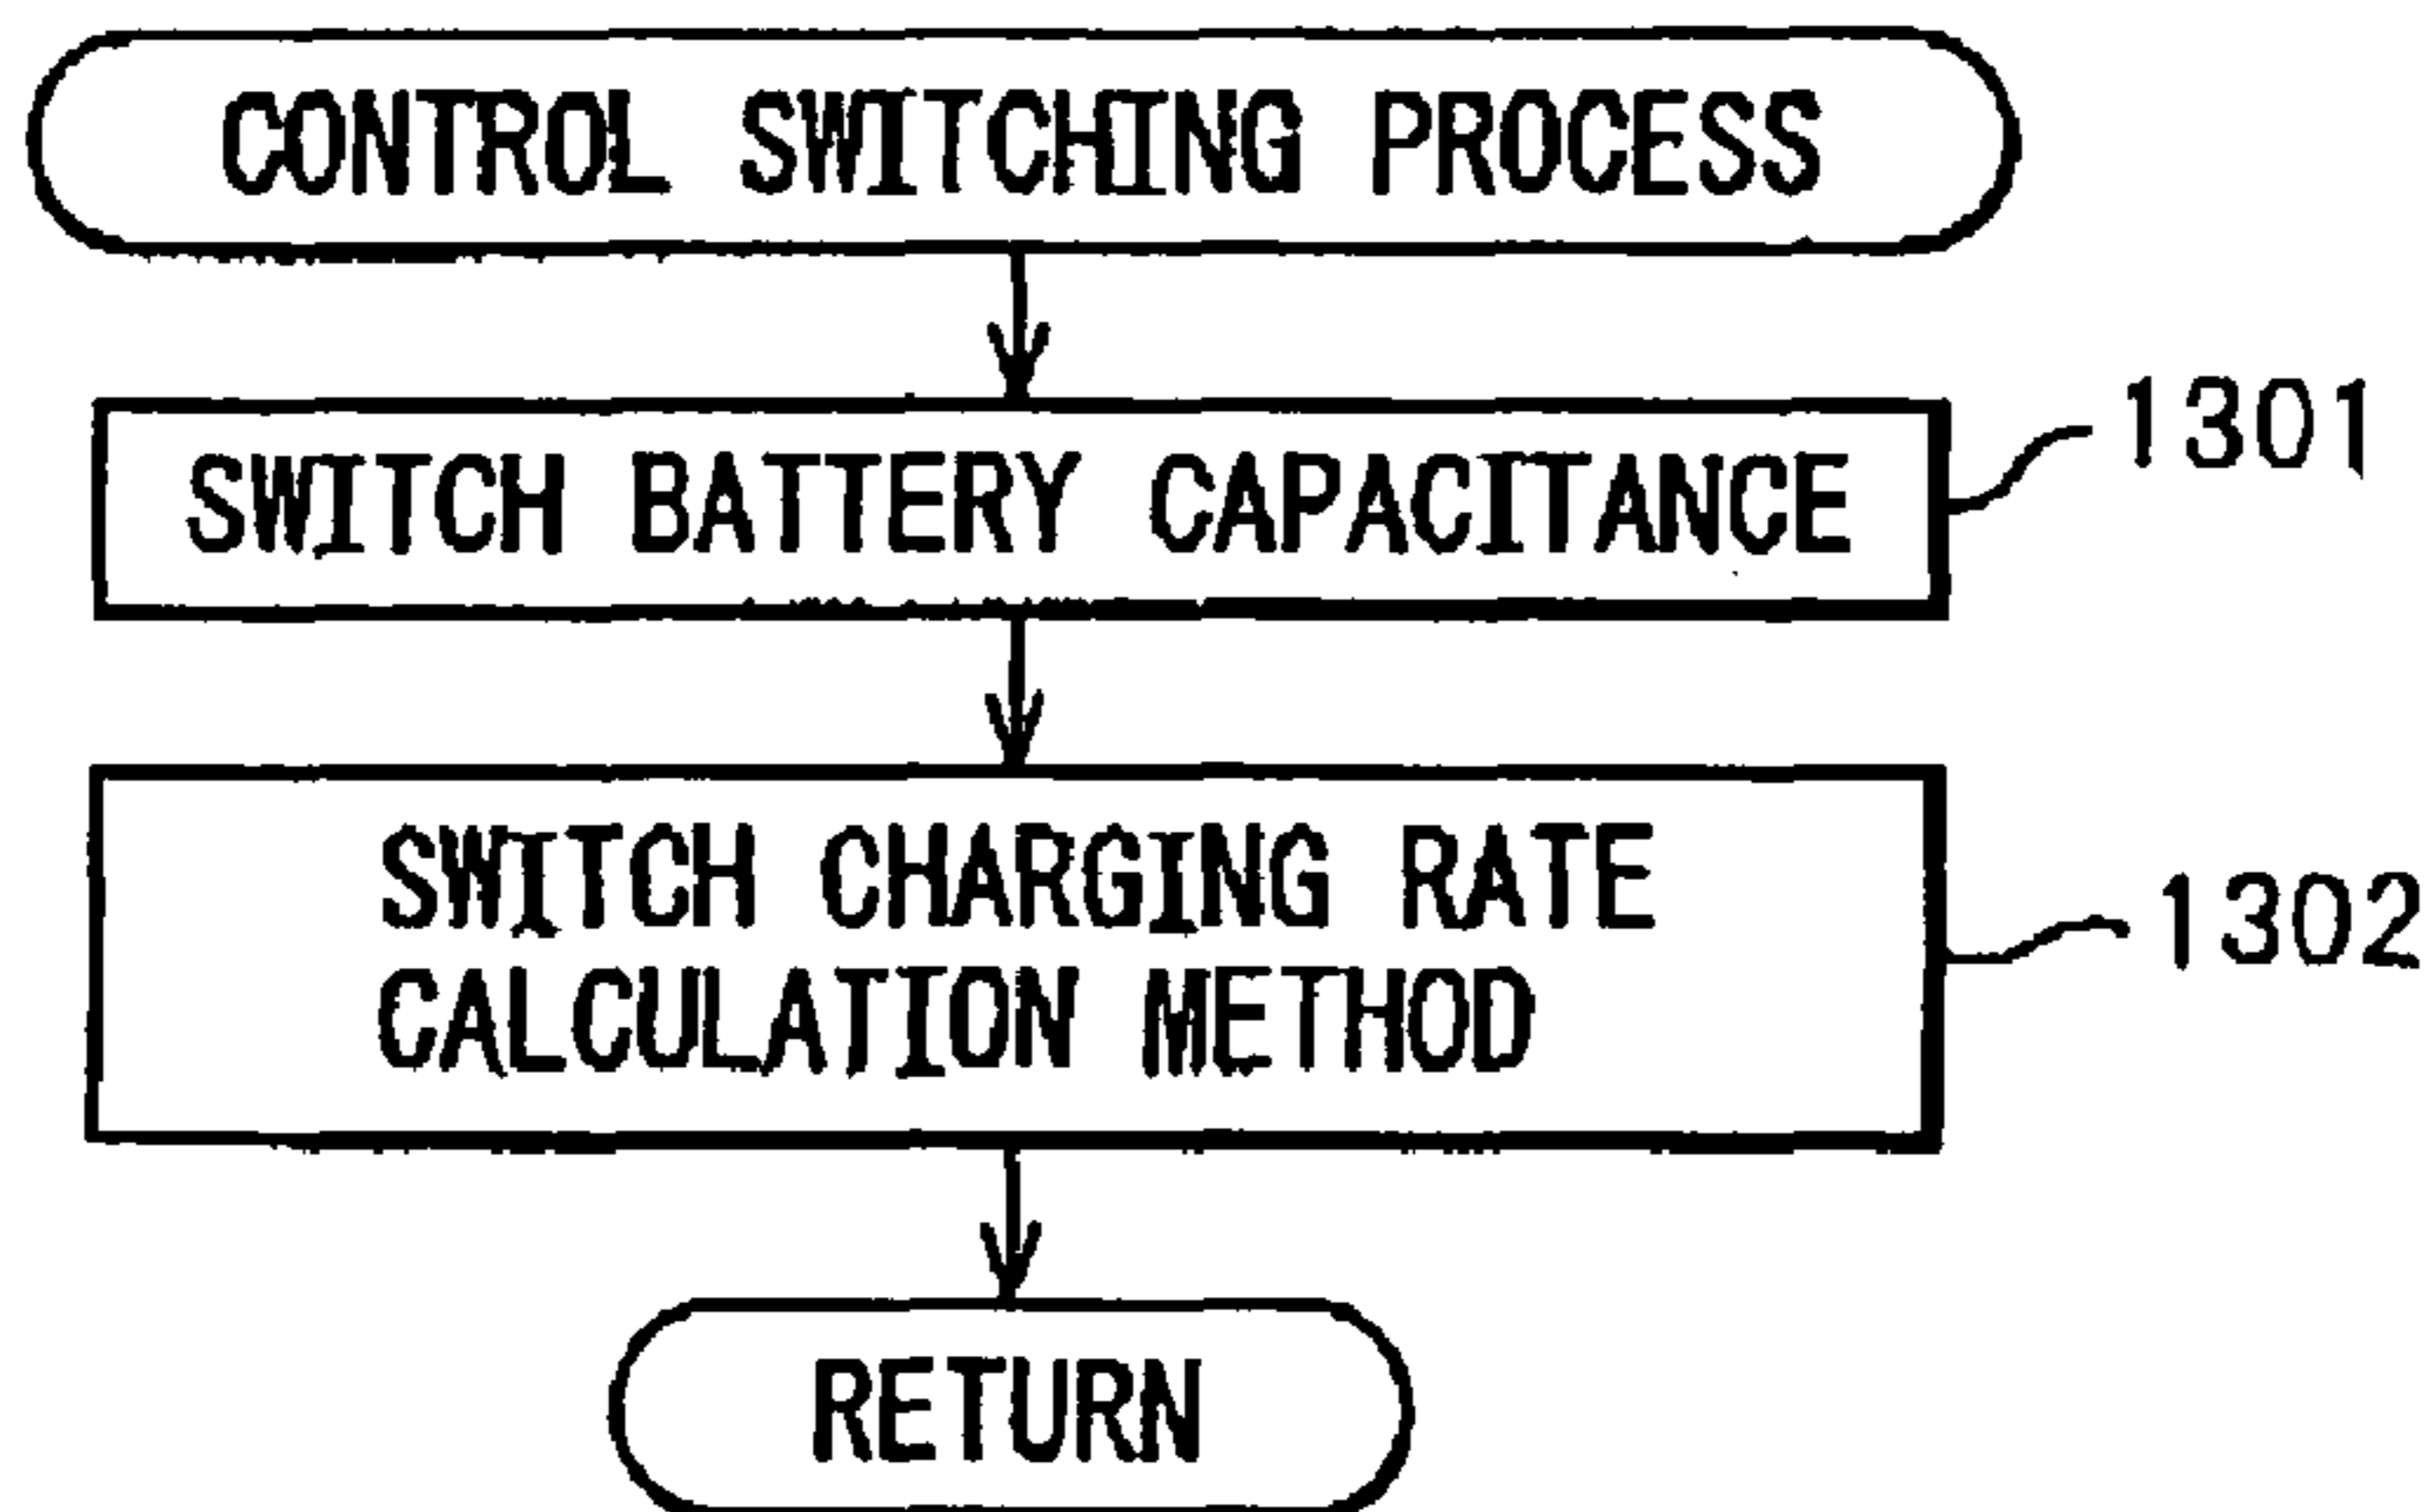 CONTROL SWITCHING PROCESS
SWITCH BATTERY CAPACITANCE
1301
SWITCH CHARGING RATE
CALCULATION METHOD
1302
RETURN